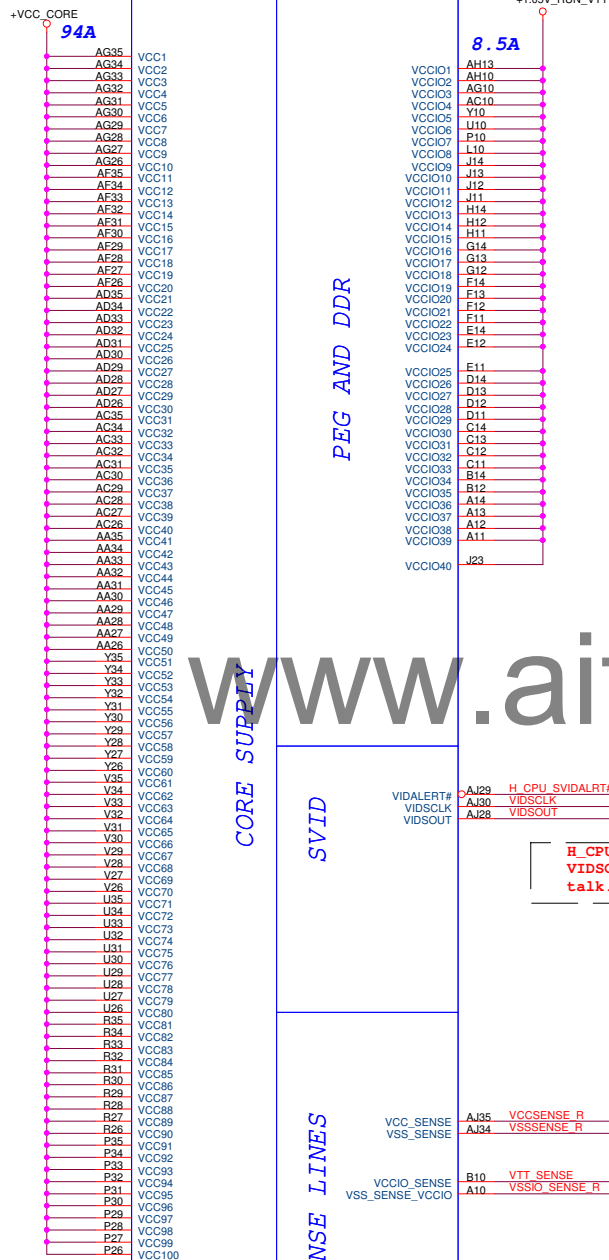 +VCC_CORE
94A
AG35 VCC1
AG34 VCC2
AG33 VCC3
AG32 VCC4
AG31 VCC5
AG30 VCC6
AG29 VCC7
AG28 VCC8
AG27 VCC9
AG26 VCC10
AF35 VCC11
AF34 VCC12
AF33 VCC13
AF32 VCC14
AF31 VCC15
AF30 VCC16
AF29 VCC17
AF28 VCC18
AF27 VCC19
AF26 VCC20
AD35 VCC21
AD34 VCC22
AD33 VCC23
AD32 VCC24
AD31 VCC25
AD30 VCC26
AD29 VCC27
AD28 VCC28
AD27 VCC29
AD26 VCC30
AC35 VCC31
AC34 VCC32
AC33 VCC33
AC32 VCC34
AC31 VCC35
AC30 VCC36
AC29 VCC37
AC28 VCC38
AC27 VCC39
AC26 VCC40
AA35 VCC41
AA34 VCC42
AA33 VCC43
AA32 VCC44
AA31 VCC45
AA30 VCC46
AA29 VCC47
AA28 VCC48
AA27 VCC49
AA26 VCC50
Y35 VCC51
Y34 VCC52
Y33 VCC53
Y32 VCC54
Y31 VCC55
Y30 VCC56
Y29 VCC57
Y28 VCC58
Y27 VCC59
Y26 VCC60
V35 VCC61
V34 VCC62
V33 VCC63
V32 VCC64
V31 VCC65
V30 VCC66
V29 VCC67
V28 VCC68
V27 VCC69
V26 VCC70
U35 VCC71
U34 VCC72
U33 VCC73
U32 VCC74
U31 VCC75
U30 VCC76
U29 VCC77
U28 VCC78
U27 VCC79
U26 VCC80
R35 VCC81
R34 VCC82
R33 VCC83
R32 VCC84
R31 VCC85
R30 VCC86
R29 VCC87
R28 VCC88
R27 VCC89
R26 VCC90
P35 VCC91
P34 VCC92
P33 VCC93
P32 VCC94
P31 VCC95
P30 VCC96
P29 VCC97
P28 VCC98
P27 VCC99
P26 VCC100
CORE SUPPLY
+1.05V_RUN_VTT
8.5A
VCCIO1 AH13
VCCIO2 AH10
VCCIO3 AG10
VCCIO4 AC10
VCCIO5 Y10
VCCIO6 U10
VCCIO7 P10
VCCIO8 L10
VCCIO9 J14
VCCIO10 J13
VCCIO11 J12
VCCIO12 J11
VCCIO13 H14
VCCIO14 H12
VCCIO15 H11
VCCIO16 G14
VCCIO17 G13
VCCIO18 G12
VCCIO19 F14
VCCIO20 F13
VCCIO21 F12
VCCIO22 F11
VCCIO23 E14
VCCIO24 E12
VCCIO25 E11
VCCIO26 D14
VCCIO27 D13
VCCIO28 D12
VCCIO29 D11
VCCIO30 C14
VCCIO31 C13
VCCIO32 C12
VCCIO33 C11
VCCIO34 B14
VCCIO35 B12
VCCIO36 A14
VCCIO37 A13
VCCIO38 A12
VCCIO39 A11
VCCIO40 J23
PEG AND DDR
www.ai
SVID
VIDALERT# AJ29 H_CPU_SVIDALRT#
VIDSCLK AJ30 VIDSCLK
VIDSOUT AJ28 VIDSOUT
H_CPU
VIDSC
talk.
NSE LINES
VCC_SENSE AJ35 VCCSENSE_R
VSS_SENSE AJ34 VSSSENSE_R
VCCIO_SENSE B10 VTT_SENSE
VSS_SENSE_VCCIO A10 VSSIO_SENSE_R